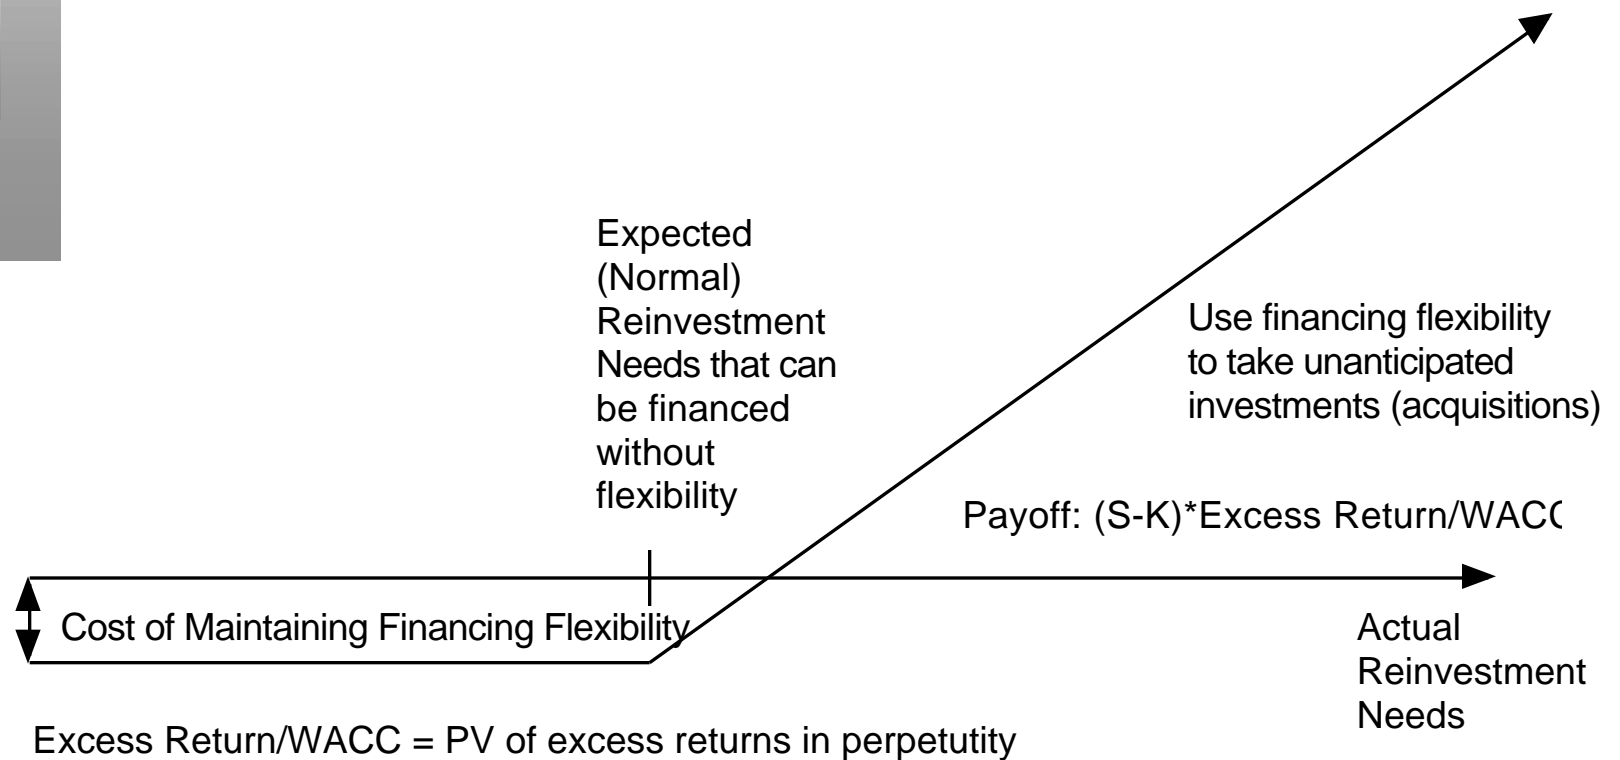 Expected
(Normal)
Reinvestment
Needs that can
be financed
without
flexibility
Use financing flexibility
to take unanticipated
investments (acquisitions)
Payoff: (S-K)*Excess Return/WACC
Cost of Maintaining Financing Flexibility
Actual
Reinvestment
Needs
Excess Return/WACC = PV of excess returns in perpetutity